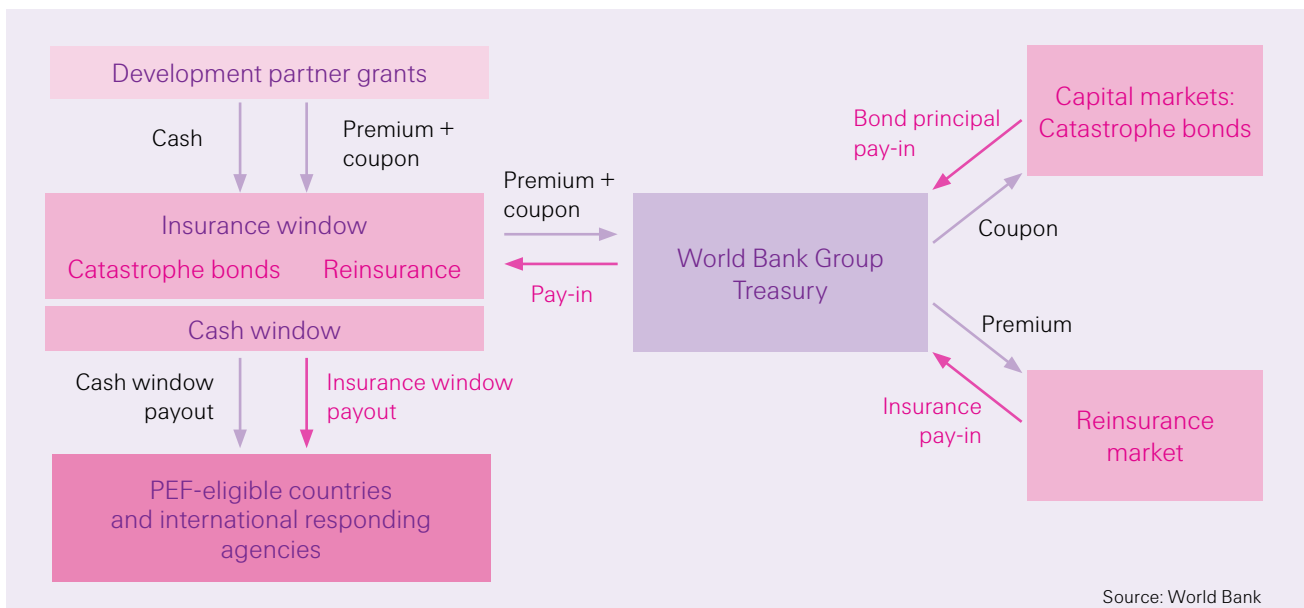 Development partner grants
Cash
Premium +
coupon
Insurance window
Catastrophe bonds
Reinsurance
Cash window
Cash window
payout
Insurance window
payout
PEF-eligible countries
and international responding
agencies
Premium +
coupon
Pay-in
World Bank Group
Treasury
Bond principal
pay-in
Coupon
Capital markets:
Catastrophe bonds
Premium
Insurance
pay-in
Reinsurance
market
Source: World Bank